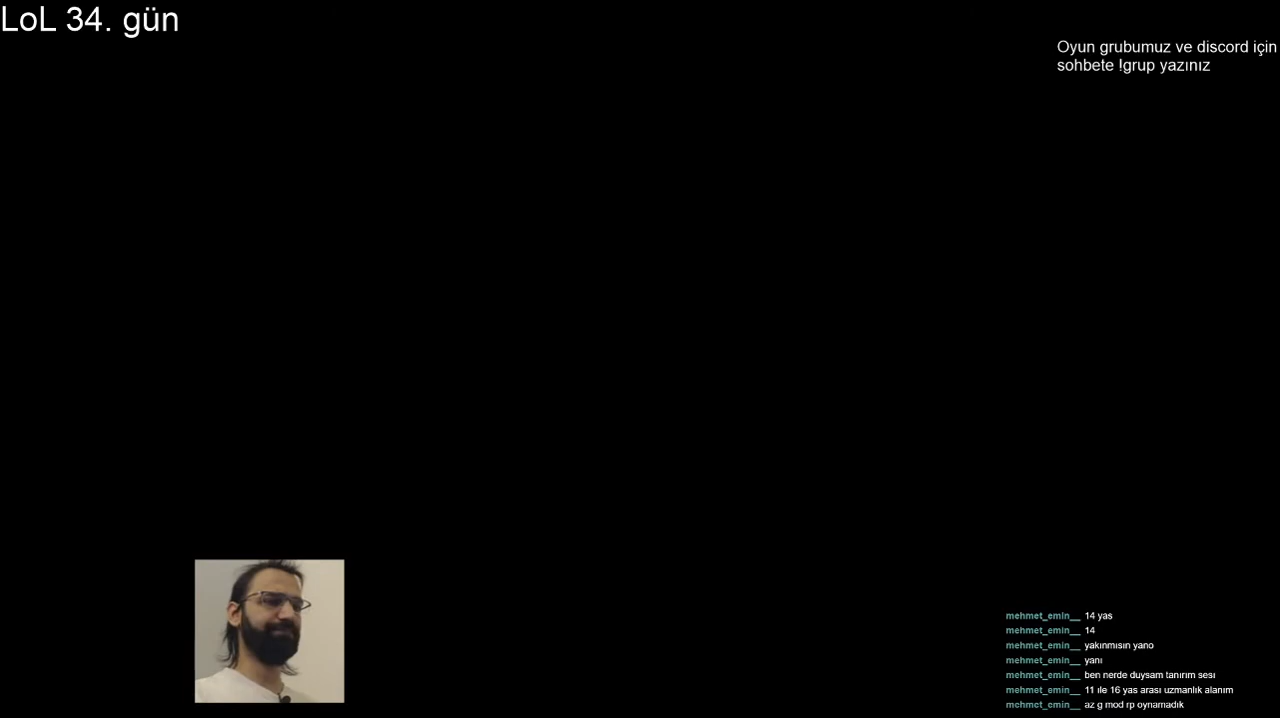 LoL 34. gün
Oyun grubumuz ve discord için
sohbete !grup yazınız
mehmet_emin__ 14 yas
mehmet_emin__ 14
mehmet_emin__ yakınmısın yano
mehmet_emin__ yanı
mehmet_emin__ ben nerde duysam tanırım sesı
mehmet_emin__ 11 ıle 16 yas arası uzmanlık alanım
mehmet_emin__ az g mod rp oynamadık